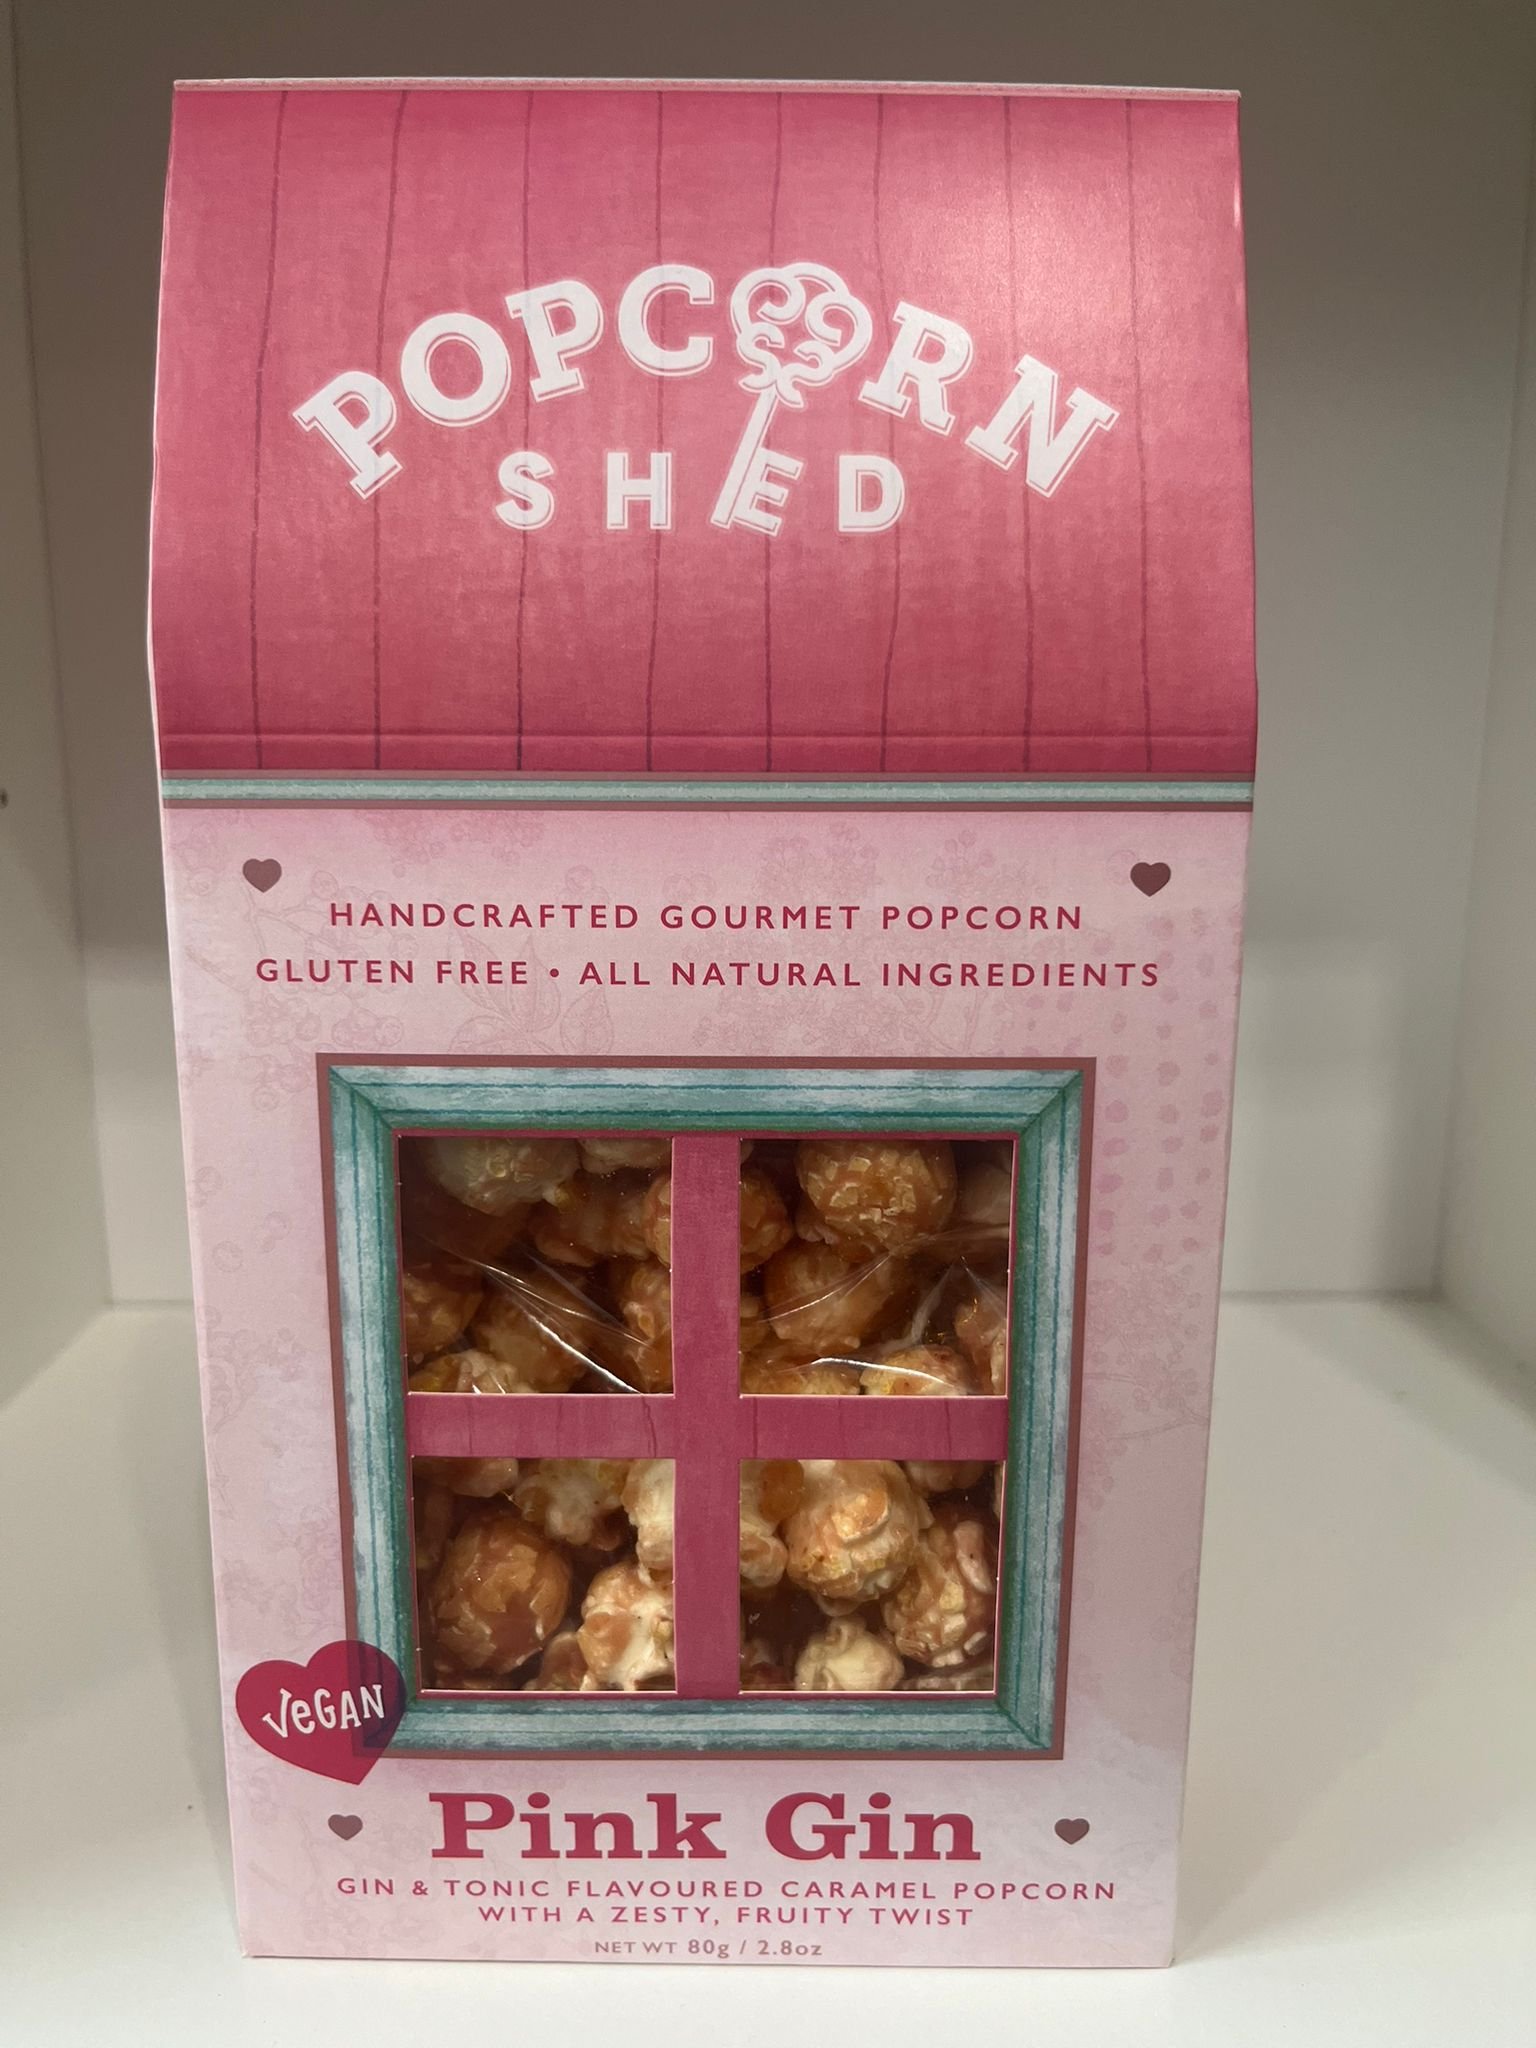 POPCORN
SHED
HANDCRAFTED GOURMET POPCORN
GLUTEN FREE • ALL NATURAL INGREDIENTS
VeGAN
Pink Gin
GIN & TONIC FLAVOURED CARAMEL POPCORN
WITH A ZESTY, FRUITY TWIST
NET WT 80g / 2.8oz